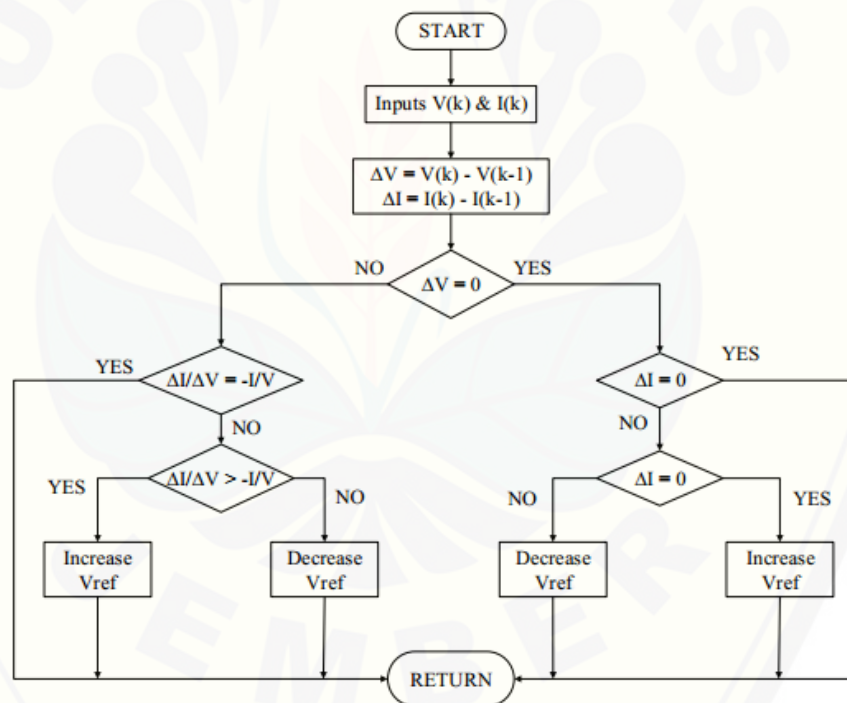 START
Inputs V(k) & I(k)
ΔV = V(k) - V(k-1)
ΔI = I(k) - I(k-1)
NO
YES
ΔV = 0
YES
ΔI/ΔV = -I/V
ΔI = 0
YES
NO
NO
YES
ΔI/ΔV > -I/V
NO
NO
ΔI = 0
YES
Increase
Vref
Decrease
Vref
Decrease
Vref
Increase
Vref
EMBER
RETURN